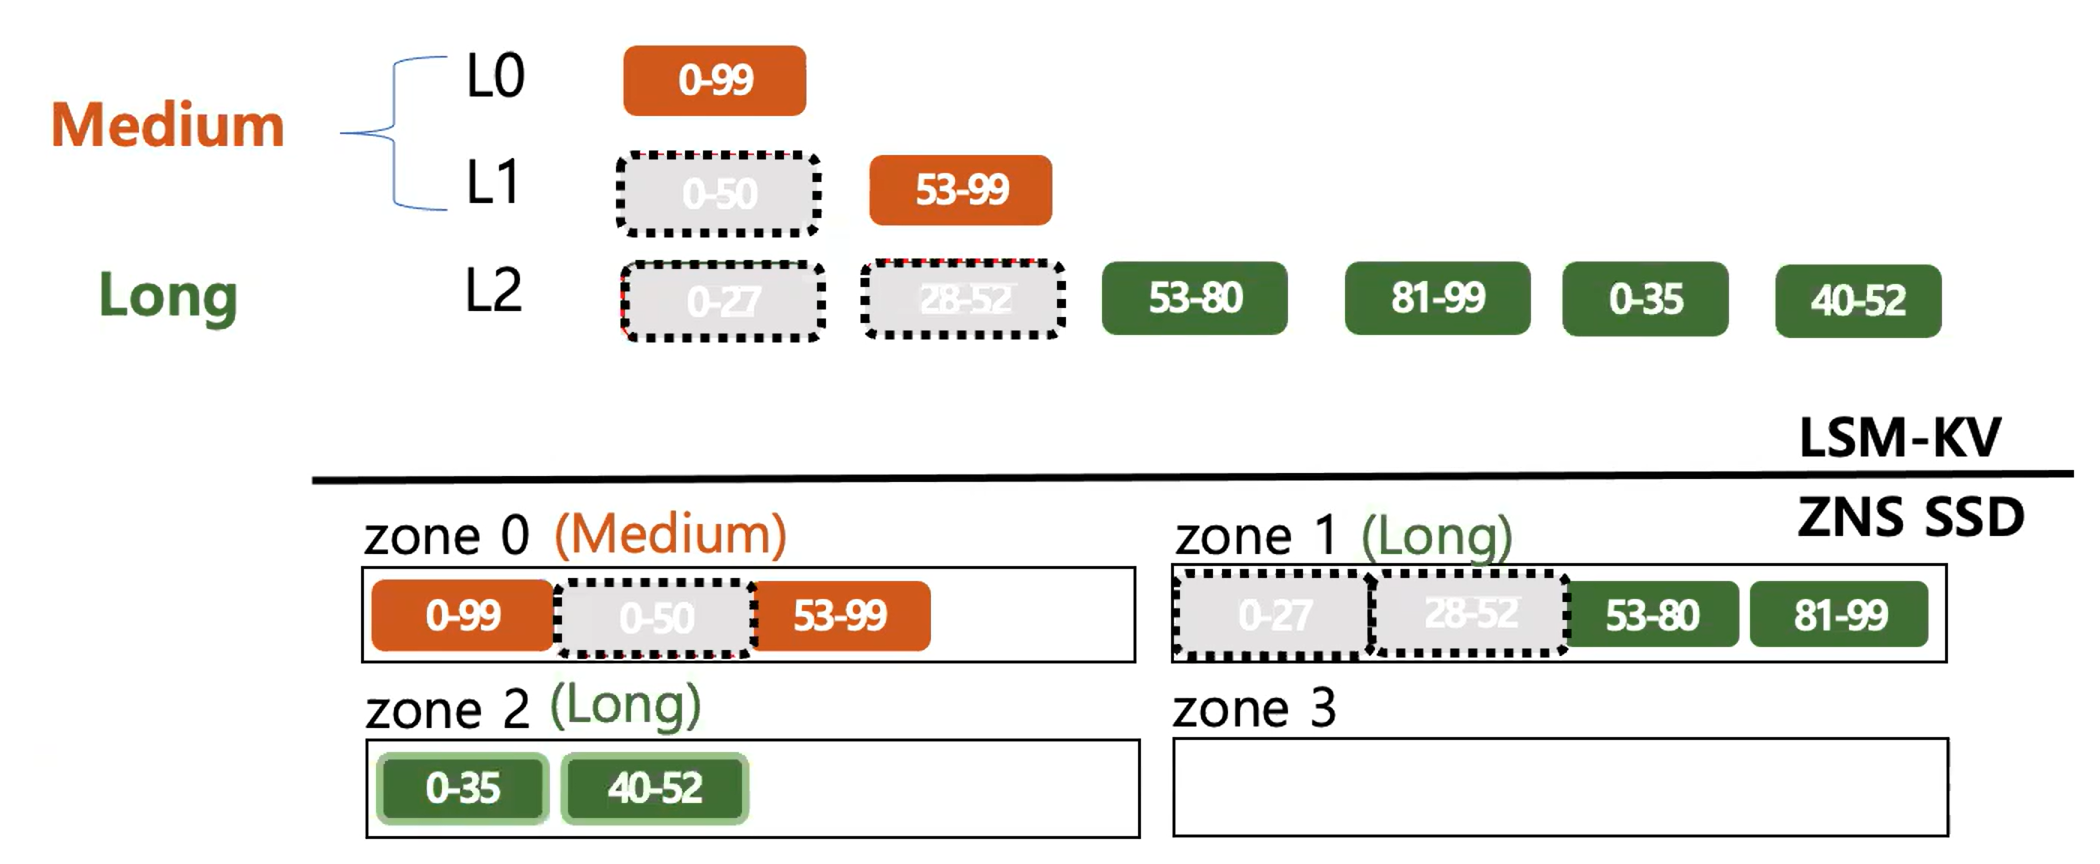 L0 0-99
Medium
L1 0-50 53-99
Long L2 0-27 28-52 53-80 81-99 0-35 40-52
LSM-KV
ZNS SSD
zone 0 (Medium) zone 1 (Long)
0-99 0-50 53-99 0-27 28-52 53-80 81-99
zone 2 (Long) zone 3
0-35 40-52